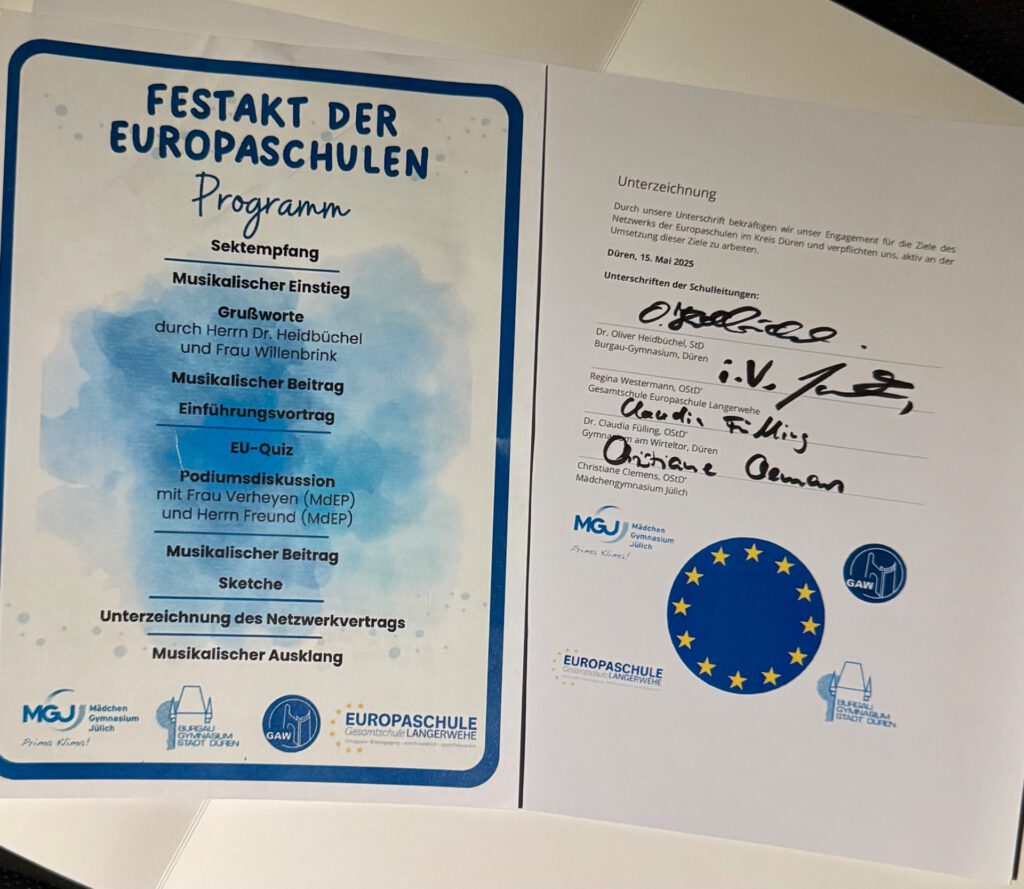 FESTAKT DER
EUROPASCHULEN
Programm
Sektempfang
Musikalischer Einstieg
Grußworte
durch Herrn Dr. Heidbüchel
und Frau Willenbrink
Musikalischer Beitrag
Einführungsvortrag
EU-Quiz
Podiumsdiskussion
mit Frau Verheyen (MdEP)
und Herrn Freund (MdEP)
Musikalischer Beitrag
Sketche
Unterzeichnung des Netzwerkvertrags
Musikalischer Ausklang
MGJ Mädchen
Gymnasium
Jülich
Prima Klima!
BURGAU
GYMNASIUM
STADT DÜREN
GAW
EUROPASCHULE
Gesamtschule LANGERWEHE
Unterzeichnung
Durch unsere Unterschrift bekräftigen wir unser Engagement für die Ziele des
Netzwerks der Europaschulen im Kreis Düren und verpflichten uns, aktiv an der
Umsetzung dieser Ziele zu arbeiten.
Düren, 15. Mai 2025
Unterschriften der Schulleitungen:
O. Heidbüchel
Dr. Oliver Heidbüchel, StD
Burgau-Gymnasium, Düren
i.V.
Regina Westermann, OStD'
Gesamtschule Europaschule Langerwehe
Claudia Fülling
Dr. Claudia Fülling, OStD'
Gymnasium am Wirteltor, Düren
Christiane Clemens
Christiane Clemens, OStD'
Mädchengymnasium Jülich
MGJ Mädchen
Gymnasium
Jülich
Prima Klima!
GAW
EUROPASCHULE
Gesamtschule LANGERWEHE
BURGAU
GYMNASIUM
STADT DÜREN